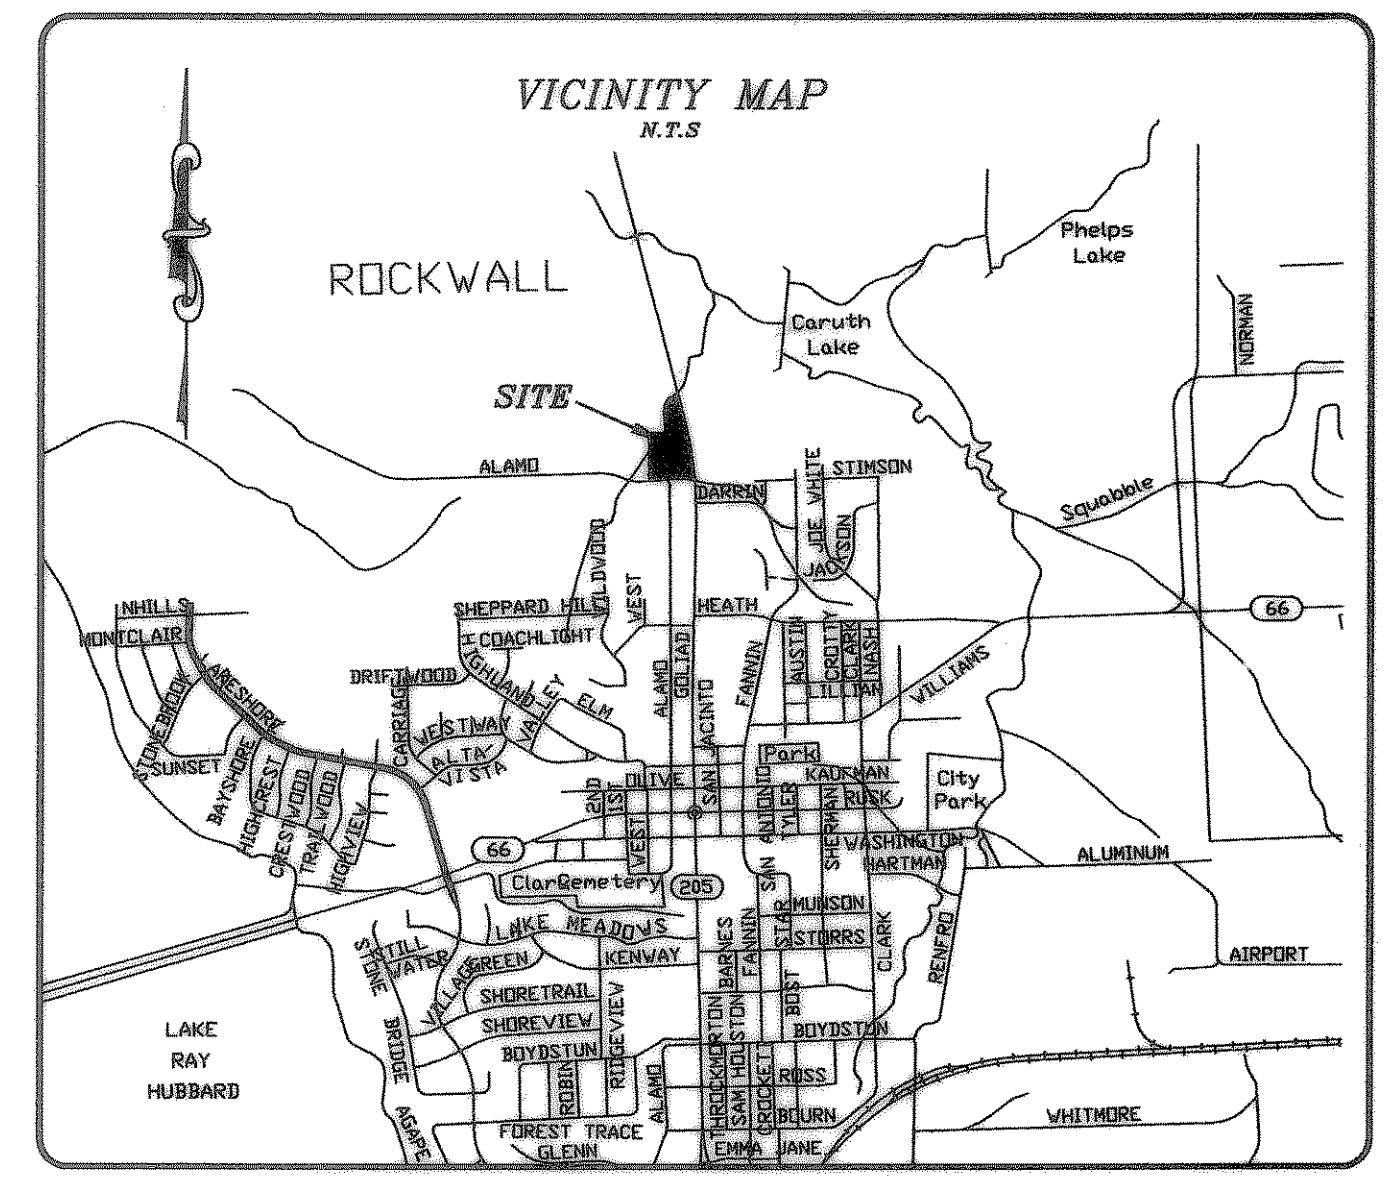 VICINITY MAP
N.T.S
Phelps
Lake
ROCKWALL
NORMAN
Caruth
Lake
SITE
ALAMO
STIMSON
JOE WHITE
DARRIN
Squabble
JACKSON
JACKSON
WILDWOOD
WEST
NHILLS
SHEPPARD HILL
HEATH
66
MONTCLAIR
COACHLIGHT
HIGHLAND
AUSTIN
CROTTY
CLARK
NASH
LILLIAN
WILLIAMS
LAKESHORE
DRIFTWOOD
CARRIAG
VALLEY
ELM
ALAMO
GOLIAD
FANNIN
SAN JACINTO
WESTWAY
ALTA-
VISTA
STONEBROOK
SUNSET
BAYSHORE
HIGHCREST
CRESTWOOD
TRAILWOOD
HIGHVIEW
Park
OLIVE
KAUFMAN
2ND
1ST
RUSK
City
Park
SAN ANTONIO
TYLER
SHERMAN
WEST
WASHINGTON
HARTMAN
66
ALUMINUM
ClarCemetery
205
MUNSON
STAR
STORRS
CLARK
RENFRO
LAKE MEADOWS
STILL
WATER
STONE
BRIDGE
VILLAGE
GREEN
KENWAY
BARNES
FANNIN
AIRPORT
SHORETRAIL
SHOREVIEW
RIDGEVIEW
BOST
BOYDSTUN
BOYDSTUN
LAKE
RAY
HUBBARD
THROCKMORTON
SAM HOUSTON
CROCKETT
ROSS
ROBIN
ALAMO
BOURN
WHITMORE
AGAPE
FOREST TRACE
GLENN
EMMA JANE